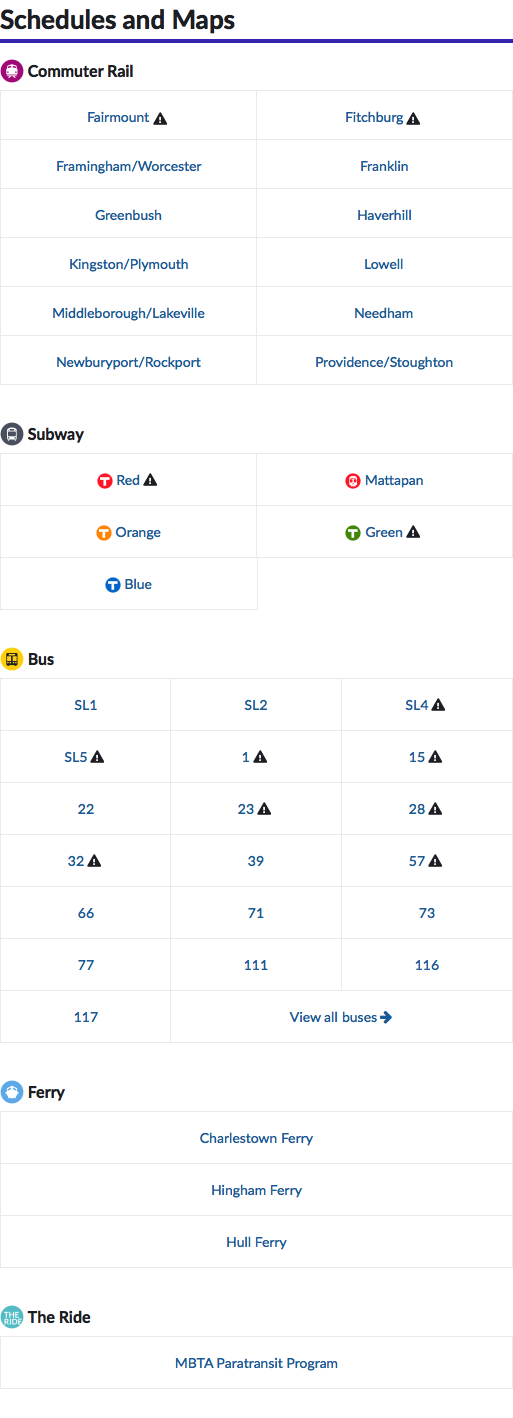 Schedules and Maps
Commuter Rail
Fairmount Fitchburg
Framingham/Worcester Franklin
Greenbush Haverhill
Kingston/Plymouth Lowell
Middleborough/Lakeville Needham
Newburyport/Rockport Providence/Stoughton
Subway
T Red Mattapan
T Orange T Green
T Blue
Bus
SL1 SL2 SL4
SL5 1 15
22 23 28
32 39 57
66 71 73
77 111 116
117 View all buses
Ferry
Charlestown Ferry
Hingham Ferry
Hull Ferry
THE RIDE The Ride
MBTA Paratransit Program